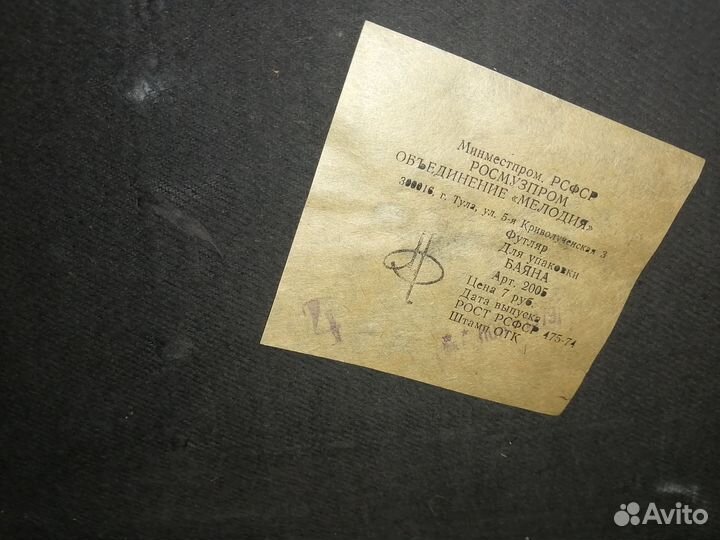 Минместпром. РСФСР
РОСМУЗПРОМ
ОБЪЕДИНЕНИЕ «МЕЛОДИЯ»
300016, г. Тула, ул. 5-я Криволученская 3
Футляр
Для упаковки
БАЯНА
Арт. 2005
Цена 7 руб.
Дата выпуска
РОСТ РСФСР 475-74
Штамп ОТК
Avito